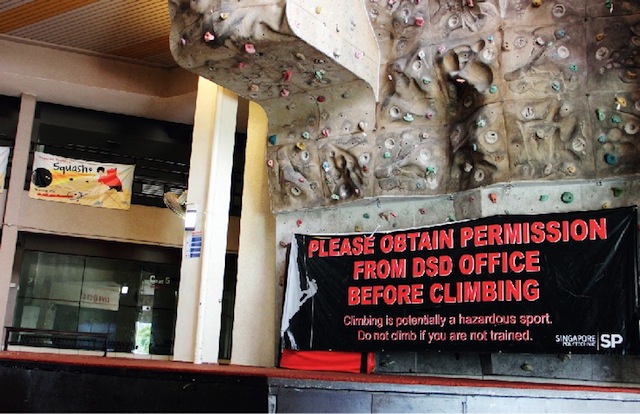 Squash
PLEASE OBTAIN PERMISSION
FROM DSD OFFICE
BEFORE CLIMBING
Climbing is potentially a hazardous sport.
Do not climb if you are not trained.
SINGAPORE
POLYTECHNIC
SP